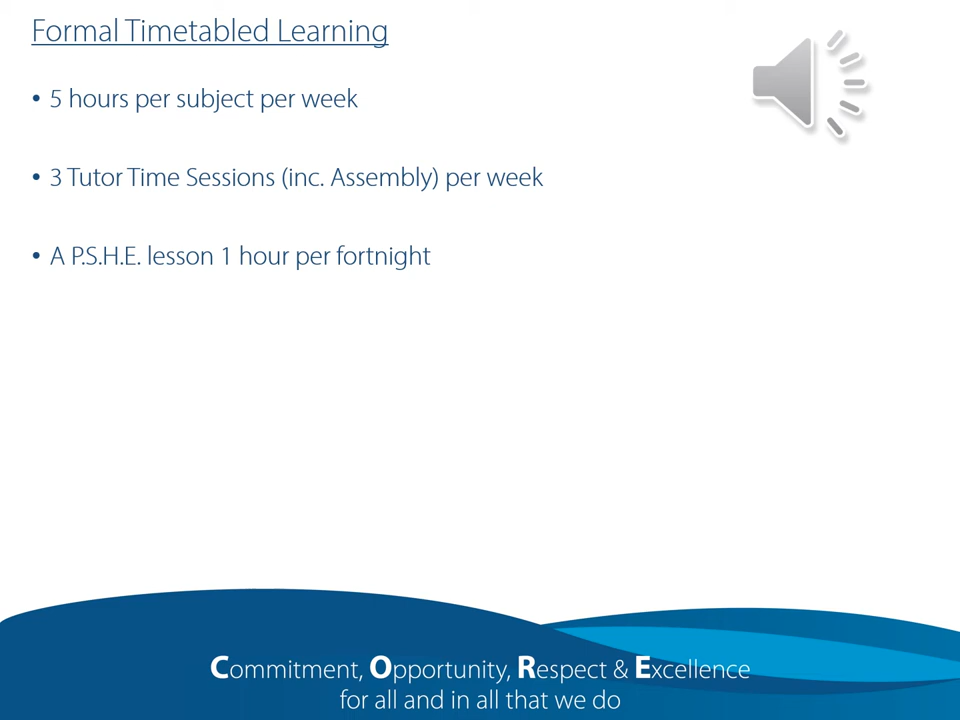 Formal Timetabled Learning
• 5 hours per subject per week
• 3 Tutor Time Sessions (inc. Assembly) per week
• A P.S.H.E. lesson 1 hour per fortnight
Commitment, Opportunity, Respect & Excellence
for all and in all that we do